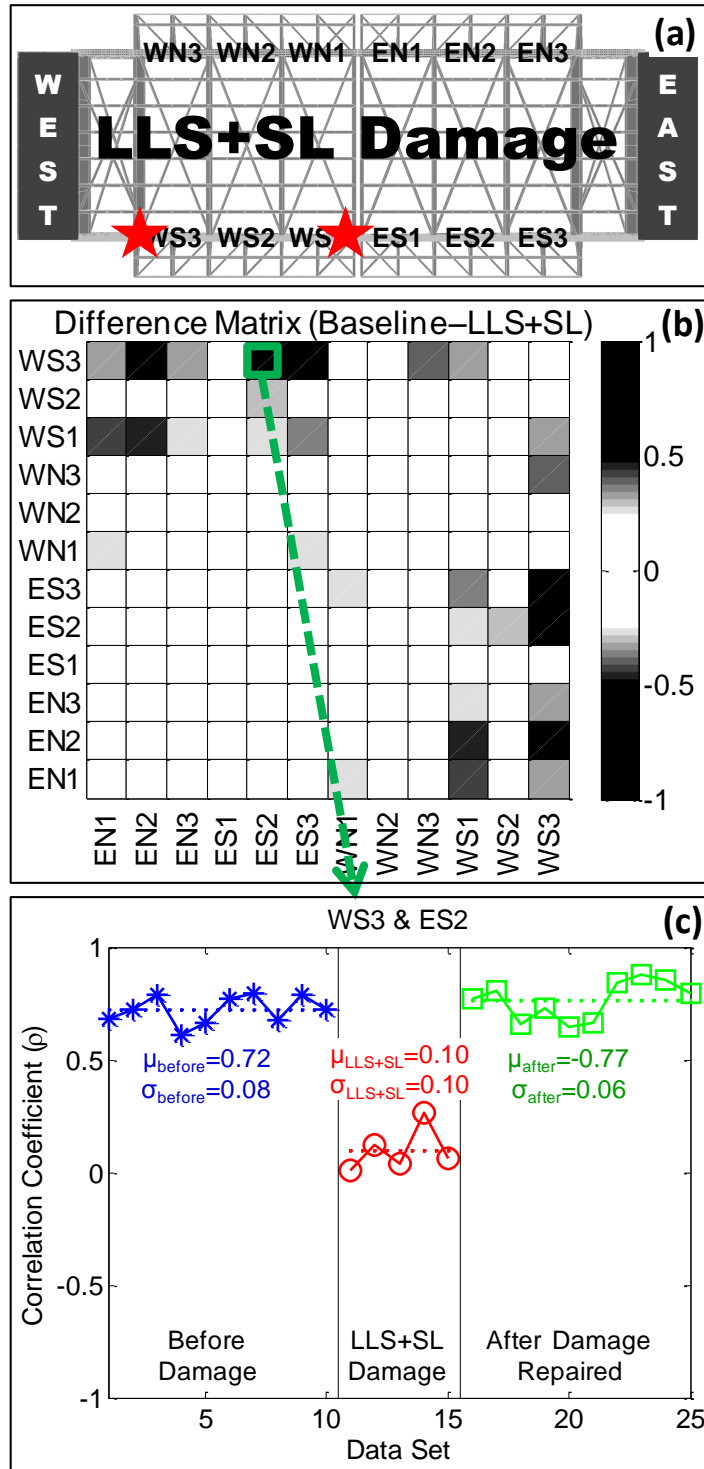 (a)
WN3 WN2 WN1 EN1 EN2 EN3
WEST
LLS+SL Damage
EAST
WS3 WS2 WS ES1 ES2 ES3
Difference Matrix (Baseline–LLS+SL)
(b)
WS3
WS2
WS1
WN3
WN2
WN1
ES3
ES2
ES1
EN3
EN2
EN1
1
0.5
0
-0.5
-1
EN1 EN2 EN3 ES1 ES2 ES3 WN1 WN2 WN3 WS1 WS2 WS3
WS3 & ES2
(c)
1
0.5
0
-0.5
-1
Correlation Coefficient (ρ)
μbefore=0.72
σbefore=0.08
μLLS+SL=0.10
σLLS+SL=0.10
μafter=-0.77
σafter=0.06
Before
Damage
LLS+SL
Damage
After Damage
Repaired
5 10 15 20 25
Data Set